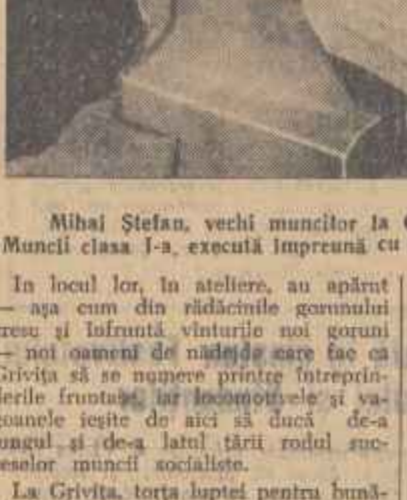 Mihai Ștefan, vechi muncitor la
Muncii clasa I-a, execută împreună cu
In locul lor, în ateliere, au apărut
— așa cum din rădăcinile gorunului
cresc și înfruntă vînturile noi goruni
— noi oameni de nădejde care fac ca
Grivița să se numere printre întreprin-
derile fruntașe, iar locomotivele și va-
goanele ieșite de aici să ducă de-a
ungul și de-a latul țării rodul suc-
eselor muncii socialiste.
La Grivița, torța luptei pentru bună-